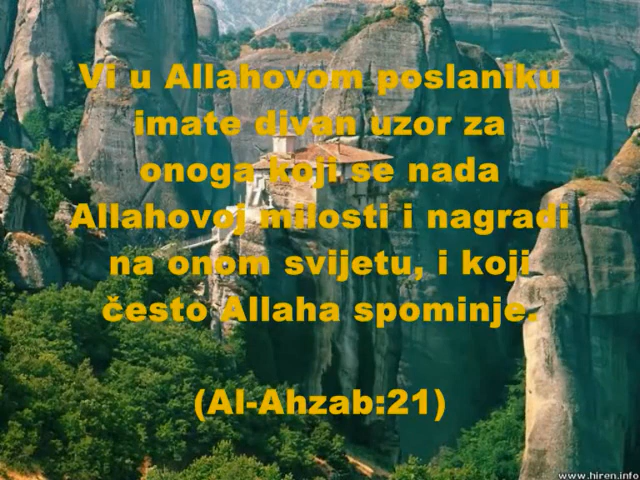 Vi u Allahovom poslaniku
imate divan uzor za
onoga koji se nada
Allahovoj milosti i nagradi
na onom svijetu, i koji
često Allaha spominje.
(Al-Ahzab:21)
www.hiren.info